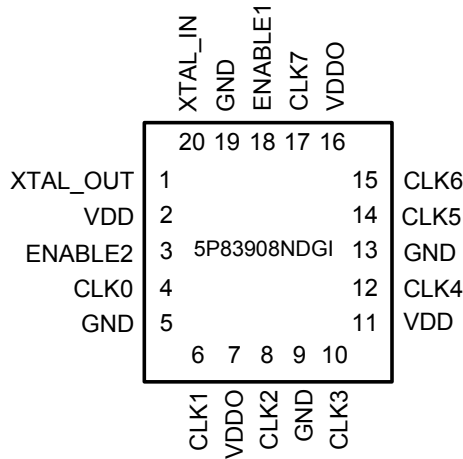 XTAL_IN
GND
ENABLE1
CLK7
VDDO
20 19 18 17 16
XTAL_OUT 1
15 CLK6
VDD 2
14 CLK5
ENABLE2 3
5P83908NDGI
13 GND
CLK0 4
12 CLK4
GND 5
11 VDD
6 7 8 9 10
CLK1
VDDO
CLK2
GND
CLK3